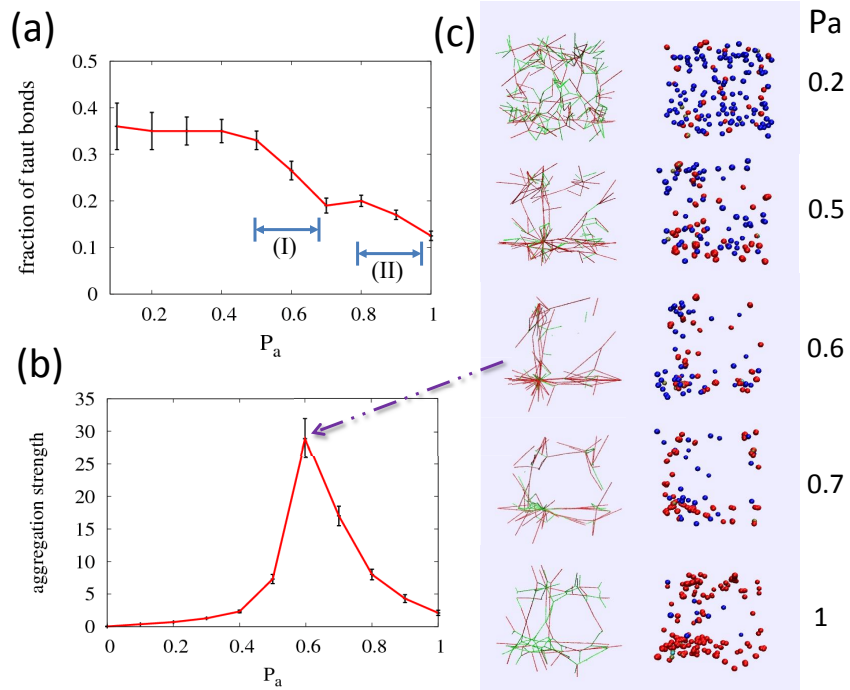 (a)
fraction of taut bonds
0.5
0.4
0.3
0.2
0.1
0
(I)
(II)
0.2 0.4 0.6 0.8 1
Pa
(b)
aggregation strength
35
30
25
20
15
10
5
0
0 0.2 0.4 0.6 0.8 1
Pa
(c)
Pa
0.2
0.5
0.6
0.7
1